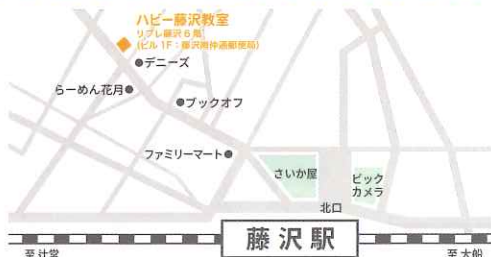 ハビー藤沢教室
リブレ藤沢6階
(ビル1F:藤沢南仲通郵便局)
デニーズ
らーめん花月
ブックオフ
ファミリーマート
さいか屋
ビック
カメラ
北口
藤沢駅
至辻堂
至大船